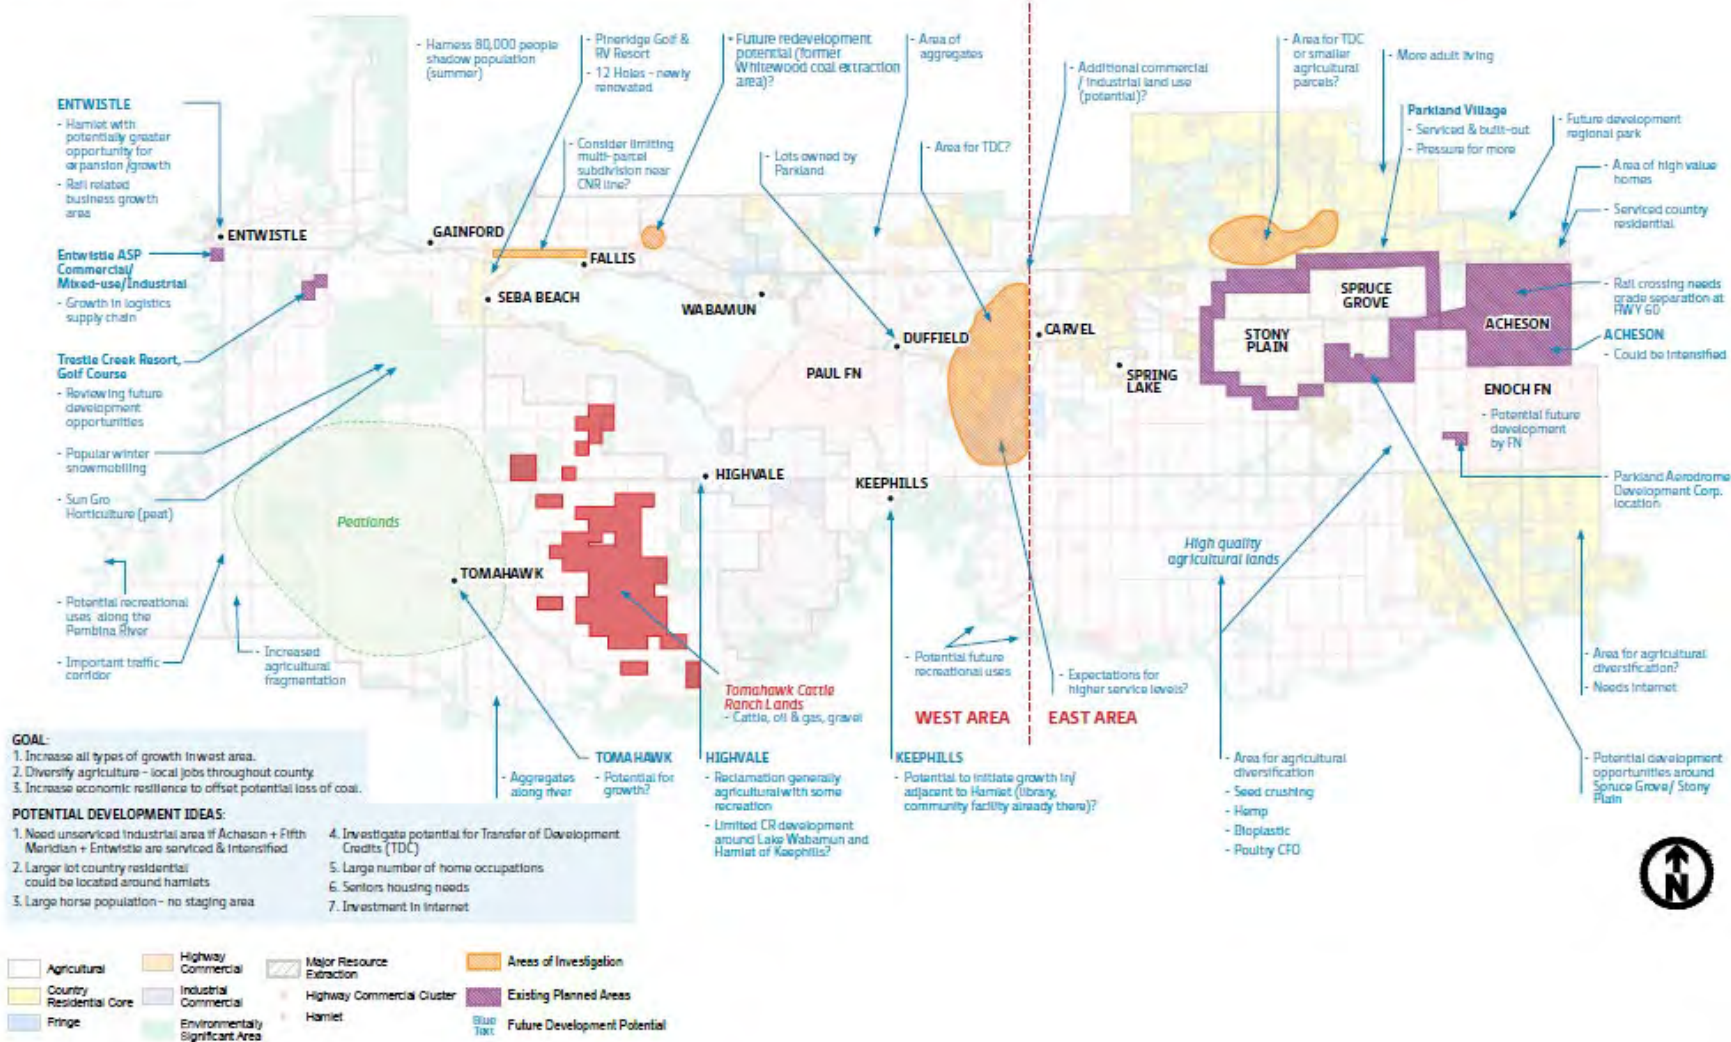 - Harness 80,000 people
shadow population
(summer)
- Pineridge Golf &
RV Resort
- 12 Holes - newly
renovated
- Future redevelopment
potential (former
Whitewood coal extraction
area)?
- Area of
aggregates
- Additional commercial
/ industrial land use
(potential)?
- Area for TDC
or smaller
agricultural
parcels?
- More adult living
ENTWISTLE
- Hamlet with
potentially greater
opportunity for
expansion/growth
- Rail related
business growth
area
- Consider limiting
multi-parcel
subdivision near
CNR line?
- Lots owned by
Parkland
- Area for TDC?
Parkland Village
- Serviced & built-out
- Pressure for more
- Future development
regional park
- Area of high value
homes
- Serviced country
residential
ENTWISTLE
GAINFORD
FALLIS
SEBA BEACH
WABAMUN
DUFFIELD
PAUL FN
CARVEL
SPRING
LAKE
STONY
PLAIN
SPRUCE
GROVE
ACHESON
ENOCH FN
- Potential future
development
by FN
Entwistle ASP
Commercial/
Mixed-use/Industrial
- Growth in logistics
supply chain
Trestle Creek Resort,
Golf Course
- Reviewing future
development
opportunities
- Popular winter
snowmobiling
- Sun Gro
Horticulture (peat)
- Rail crossing needs
grade separation at
HWY 60
ACHESON
- Could be intensified
- Parkland Aerodrome
Development Corp.
location
Peatlands
TOMAHAWK
HIGHVALE
KEEPHILLS
High quality
agricultural lands
- Potential recreational
uses along the
Pembina River
- Important traffic
corridor
- Increased
agricultural
fragmentation
Tomahawk Cattle
Ranch Lands
- Cattle, oil & gas, gravel
- Potential future
recreational uses
- Expectations for
higher service levels?
WEST AREA
EAST AREA
- Area for agricultural
diversification?
- Needs internet
GOAL:
1. Increase all types of growth in west area.
2. Diversify agriculture - local jobs throughout county.
3. Increase economic resilience to offset potential loss of coal.
- Aggregates
along river
TOMAHAWK
- Potential for
growth?
HIGHVALE
- Reclamation generally
agricultural with some
recreation
- Limited CR development
around Lake Wabamun and
Hamlet of Keephills?
KEEPHILLS
- Potential to initiate growth in/
adjacent to Hamlet (library,
community facility already there)?
- Area for agricultural
diversification
- Seed crushing
- Hemp
- Bioplastic
- Poultry CFO
- Potential development
opportunities around
Spruce Grove/ Stony
Plain
POTENTIAL DEVELOPMENT IDEAS:
1. Need unserviced industrial area if Acheson + Fifth
Meridian + Entwistle are serviced & intensified
2. Larger lot country residential
could be located around hamlets
3. Large horse population - no staging area
4. Investigate potential for Transfer of Development
Credits (TDC)
5. Large number of home occupations
6. Seniors housing needs
7. Investment in internet
N
Agricultural
Country
Residential Core
Fringe
Highway
Commercial
Industrial
Commercial
Environmentally
Significant Area
Major Resource
Extraction
Highway Commercial Cluster
Hamlet
Areas of Investigation
Existing Planned Areas
Blue
Text
Future Development Potential